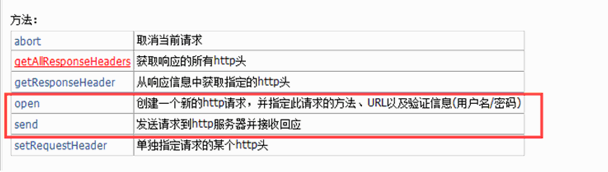 方法：
abort 取消当前请求
getAllResponseHeaders 获取响应的所有http头
getResponseHeader 从响应信息中获取指定的http头
open 创建一个新的http请求，并指定此请求的方法、URL以及验证信息(用户名/密码)
send 发送请求到http服务器并接收回应
setRequestHeader 单独指定请求的某个http头